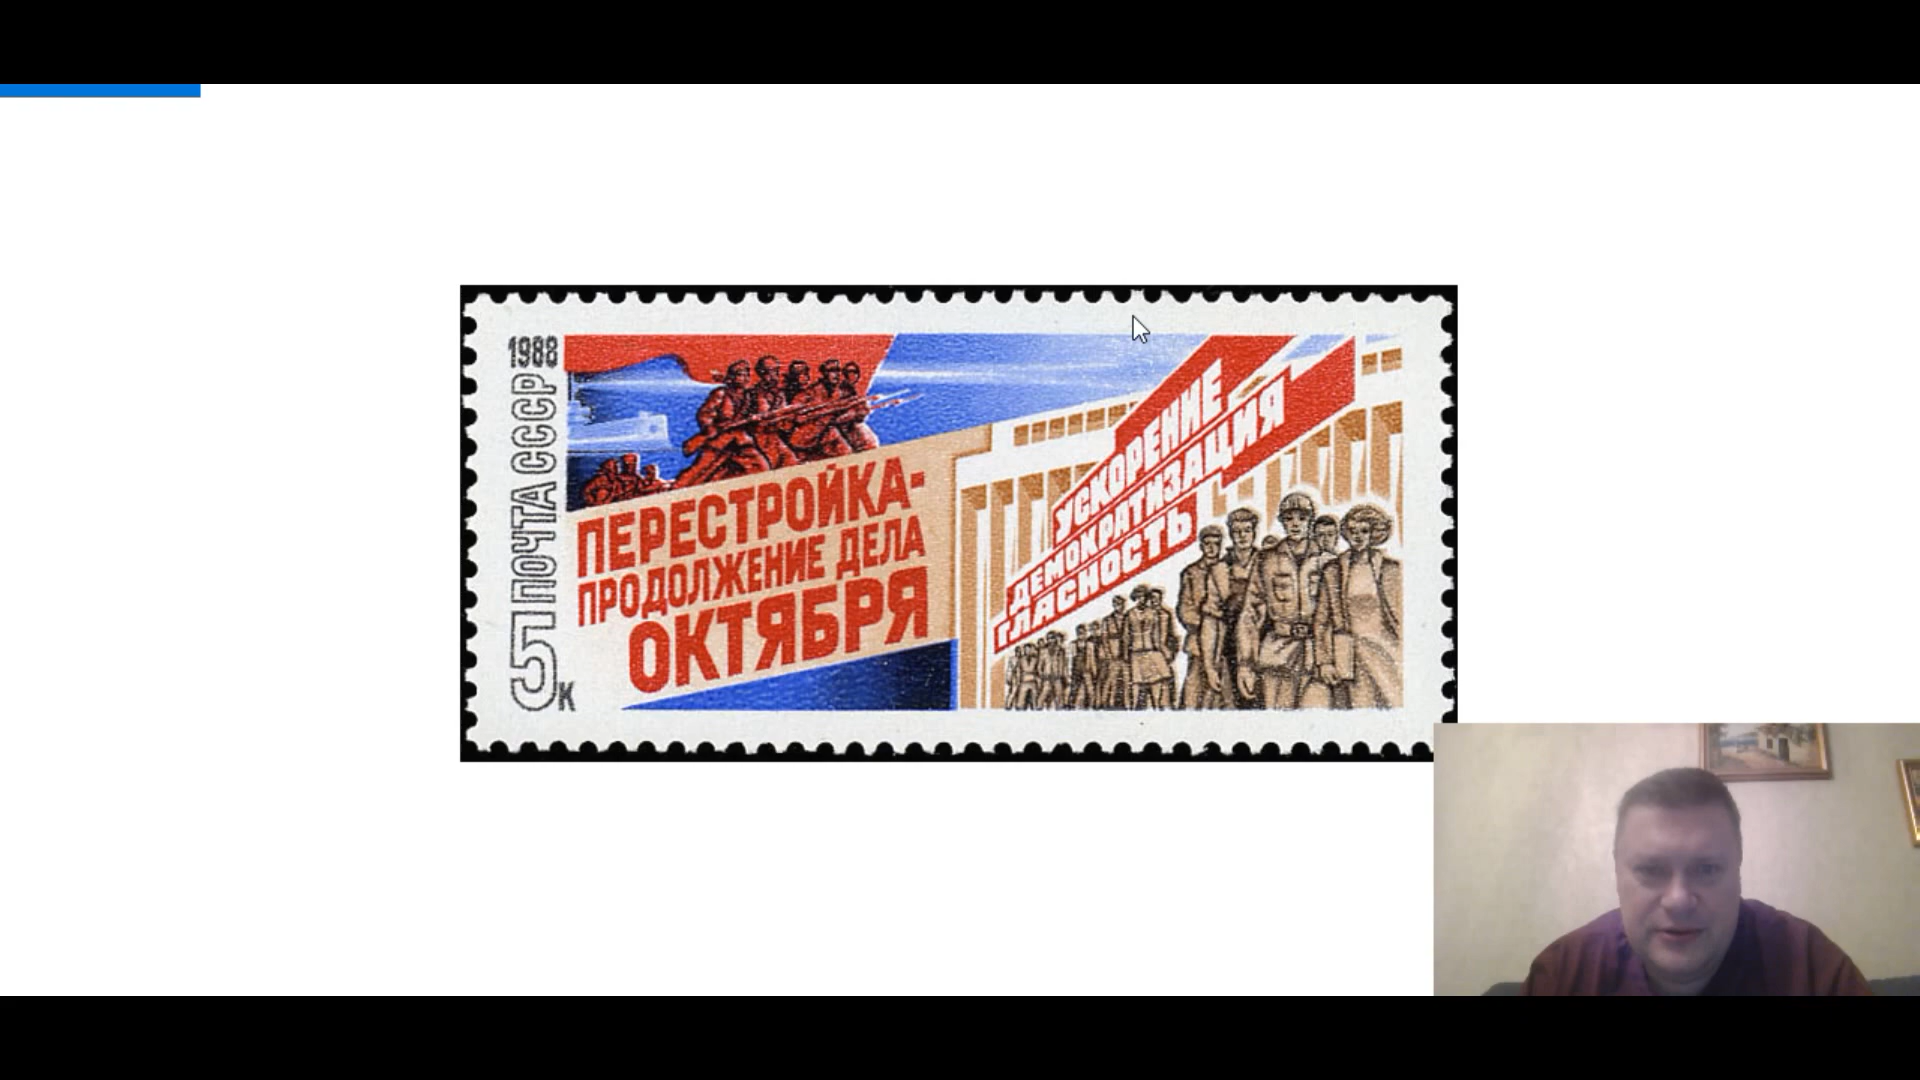 1988
ПОЧТА СССР
5к
ПЕРЕСТРОЙКА-
ПРОДОЛЖЕНИЕ ДЕЛА
ОКТЯБРЯ
УСКОРЕНИЕ
ДЕМОКРАТИЗАЦИЯ
ГЛАСНОСТЬ